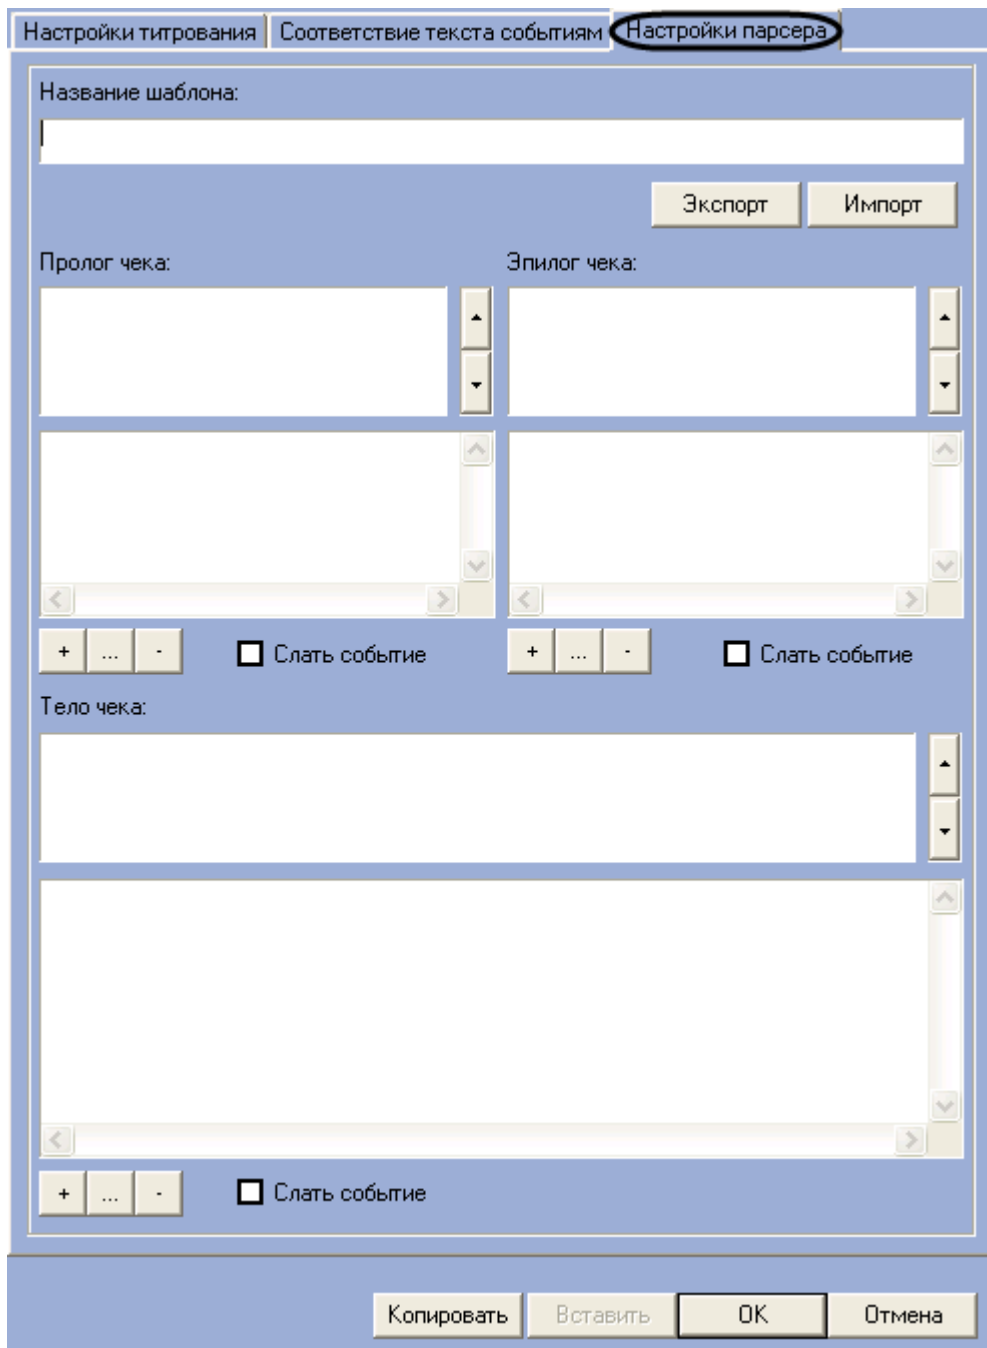 Настройки титрования Соответствие текста событиям Настройки парсера
Название шаблона:
Экспорт Импорт
Пролог чека: Эпилог чека:
+ ... - Слать событие + ... - Слать событие
Тело чека:
+ ... - Слать событие
Копировать Вставить OK Отмена